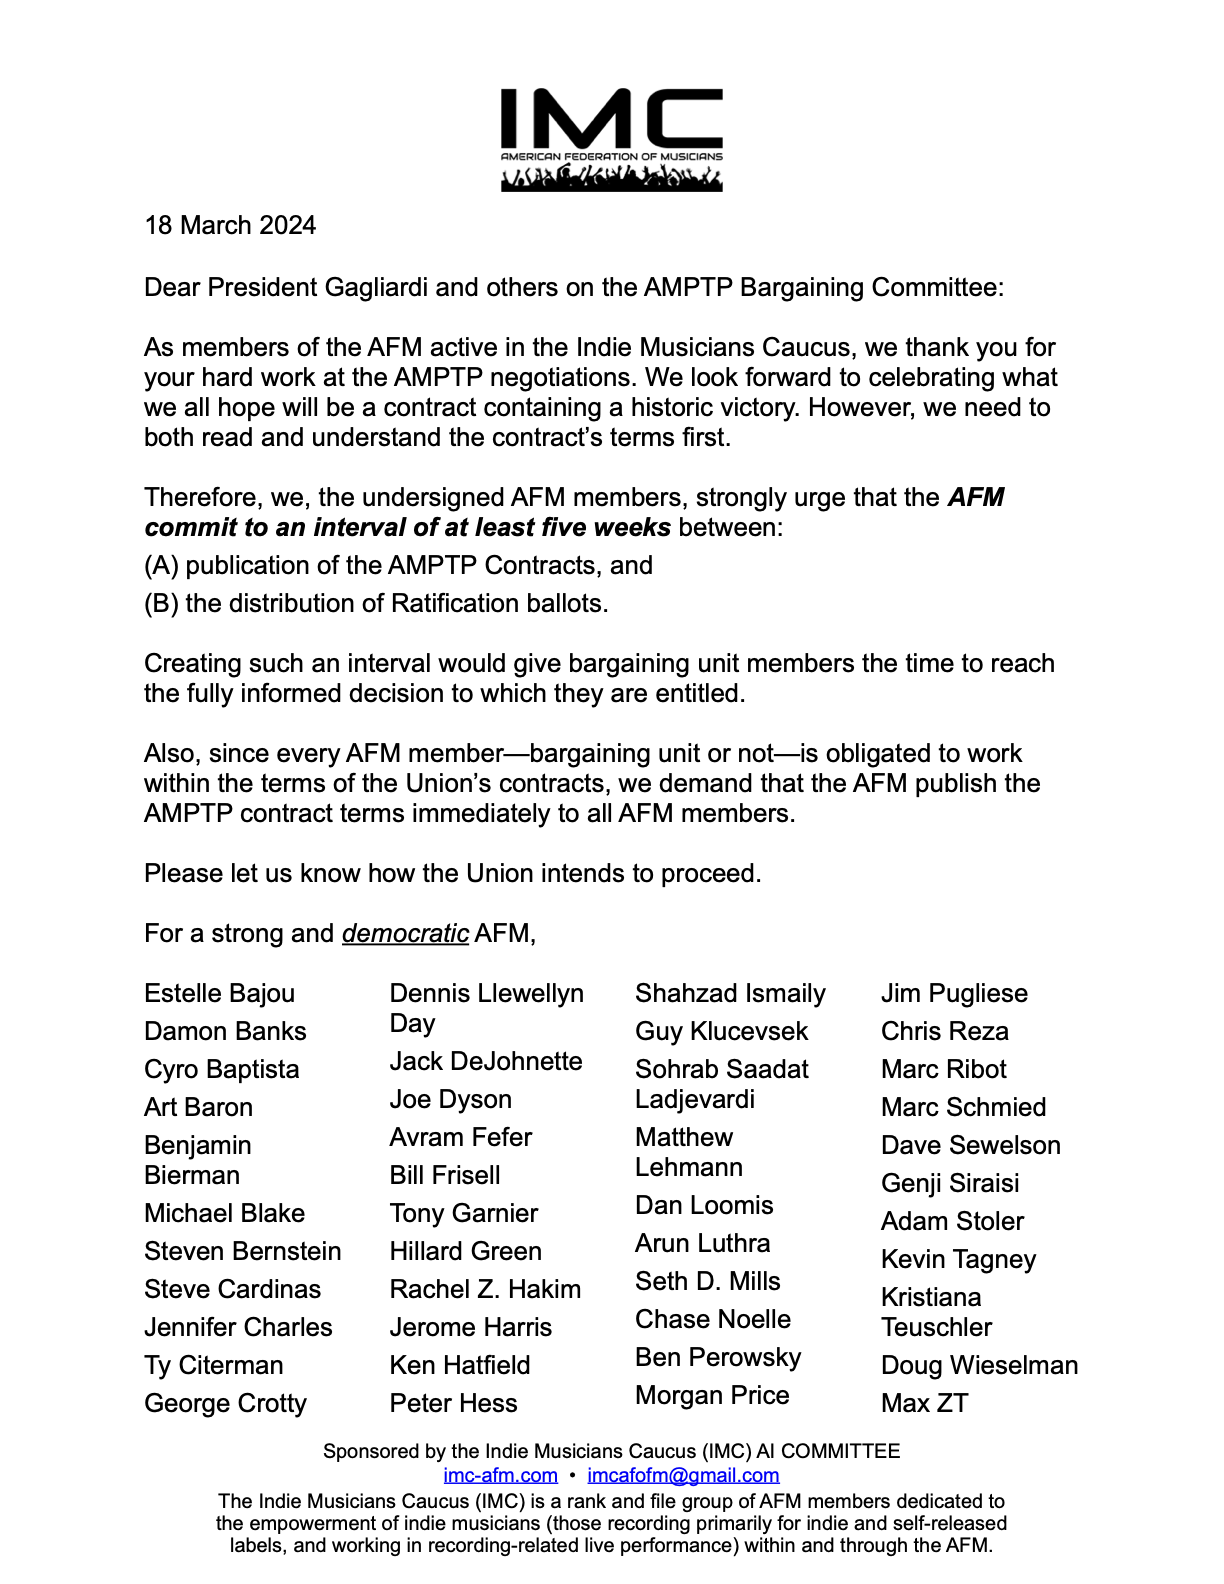 IMC
AMERICAN FEDERATION OF MUSICIANS
18 March 2024
Dear President Gagliardi and others on the AMPTP Bargaining Committee:
As members of the AFM active in the Indie Musicians Caucus, we thank you for
your hard work at the AMPTP negotiations. We look forward to celebrating what
we all hope will be a contract containing a historic victory. However, we need to
both read and understand the contract’s terms first.
Therefore, we, the undersigned AFM members, strongly urge that the AFM
commit to an interval of at least five weeks between:
(A) publication of the AMPTP Contracts, and
(B) the distribution of Ratification ballots.
Creating such an interval would give bargaining unit members the time to reach
the fully informed decision to which they are entitled.
Also, since every AFM member—bargaining unit or not—is obligated to work
within the terms of the Union’s contracts, we demand that the AFM publish the
AMPTP contract terms immediately to all AFM members.
Please let us know how the Union intends to proceed.
For a strong and democratic AFM,
Estelle Bajou
Damon Banks
Cyro Baptista
Art Baron
Benjamin
Bierman
Michael Blake
Steven Bernstein
Steve Cardinas
Jennifer Charles
Ty Citerman
George Crotty
Dennis Llewellyn
Day
Jack DeJohnette
Joe Dyson
Avram Fefer
Bill Frisell
Tony Garnier
Hillard Green
Rachel Z. Hakim
Jerome Harris
Ken Hatfield
Peter Hess
Shahzad Ismaily
Guy Klucevsek
Sohrab Saadat
Ladjevardi
Matthew
Lehmann
Dan Loomis
Arun Luthra
Seth D. Mills
Chase Noelle
Ben Perowsky
Morgan Price
Jim Pugliese
Chris Reza
Marc Ribot
Marc Schmied
Dave Sewelson
Genji Siraisi
Adam Stoler
Kevin Tagney
Kristiana
Teuschler
Doug Wieselman
Max ZT
Sponsored by the Indie Musicians Caucus (IMC) AI COMMITTEE
imc-afm.com • imcafofm@gmail.com
The Indie Musicians Caucus (IMC) is a rank and file group of AFM members dedicated to
the empowerment of indie musicians (those recording primarily for indie and self-released
labels, and working in recording-related live performance) within and through the AFM.